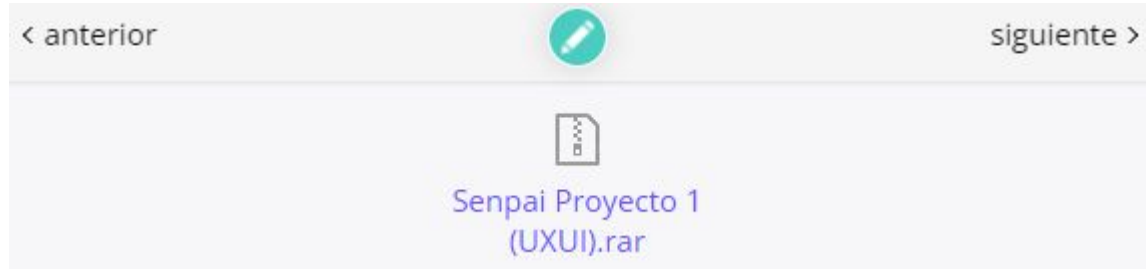 < anterior
siguiente >
Senpai Proyecto 1
(UXUI).rar